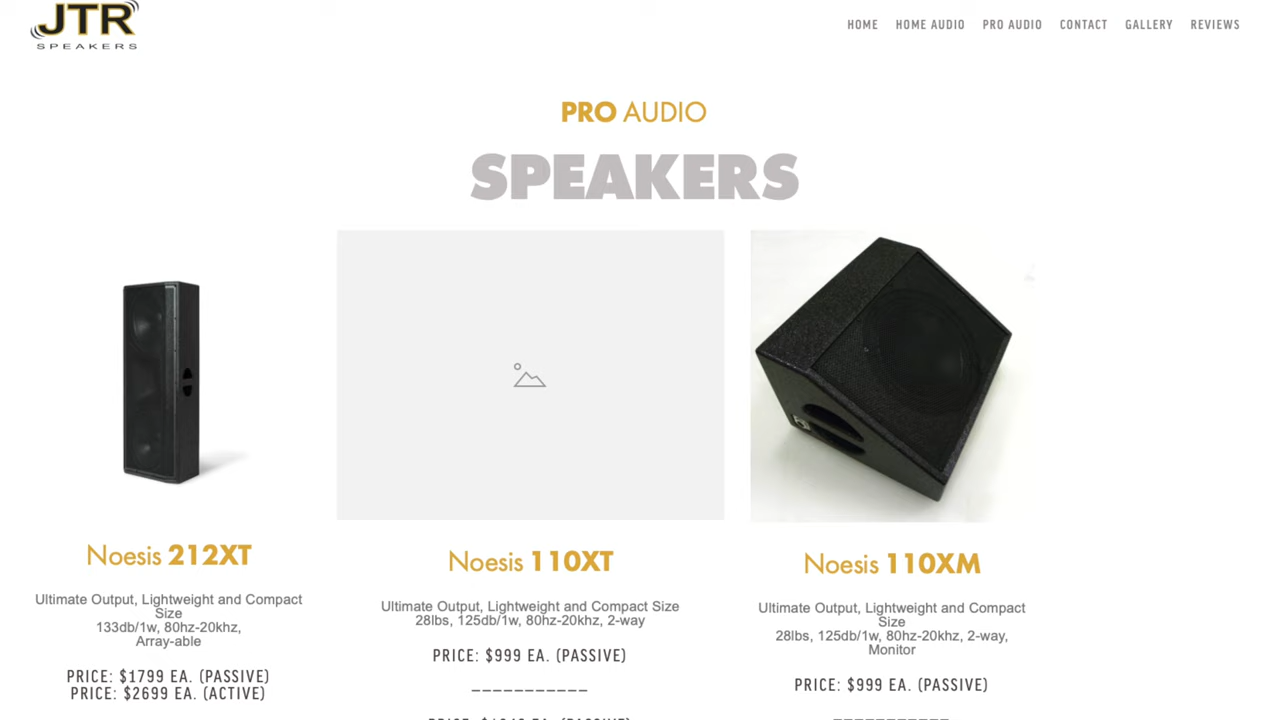 JTR
SPEAKERS
HOME HOME AUDIO PRO AUDIO CONTACT GALLERY REVIEWS
PRO AUDIO
SPEAKERS
Noesis 212XT
Ultimate Output, Lightweight and Compact
Size
133db/1w, 80hz-20khz,
Array-able
PRICE: $1799 EA. (PASSIVE)
PRICE: $2699 EA. (ACTIVE)
Noesis 110XT
Ultimate Output, Lightweight and Compact Size
28lbs, 125db/1w, 80hz-20khz, 2-way
PRICE: $999 EA. (PASSIVE)
___________
Noesis 110XM
Ultimate Output, Lightweight and Compact
Size
28lbs, 125db/1w, 80hz-20khz, 2-way,
Monitor
PRICE: $999 EA. (PASSIVE)